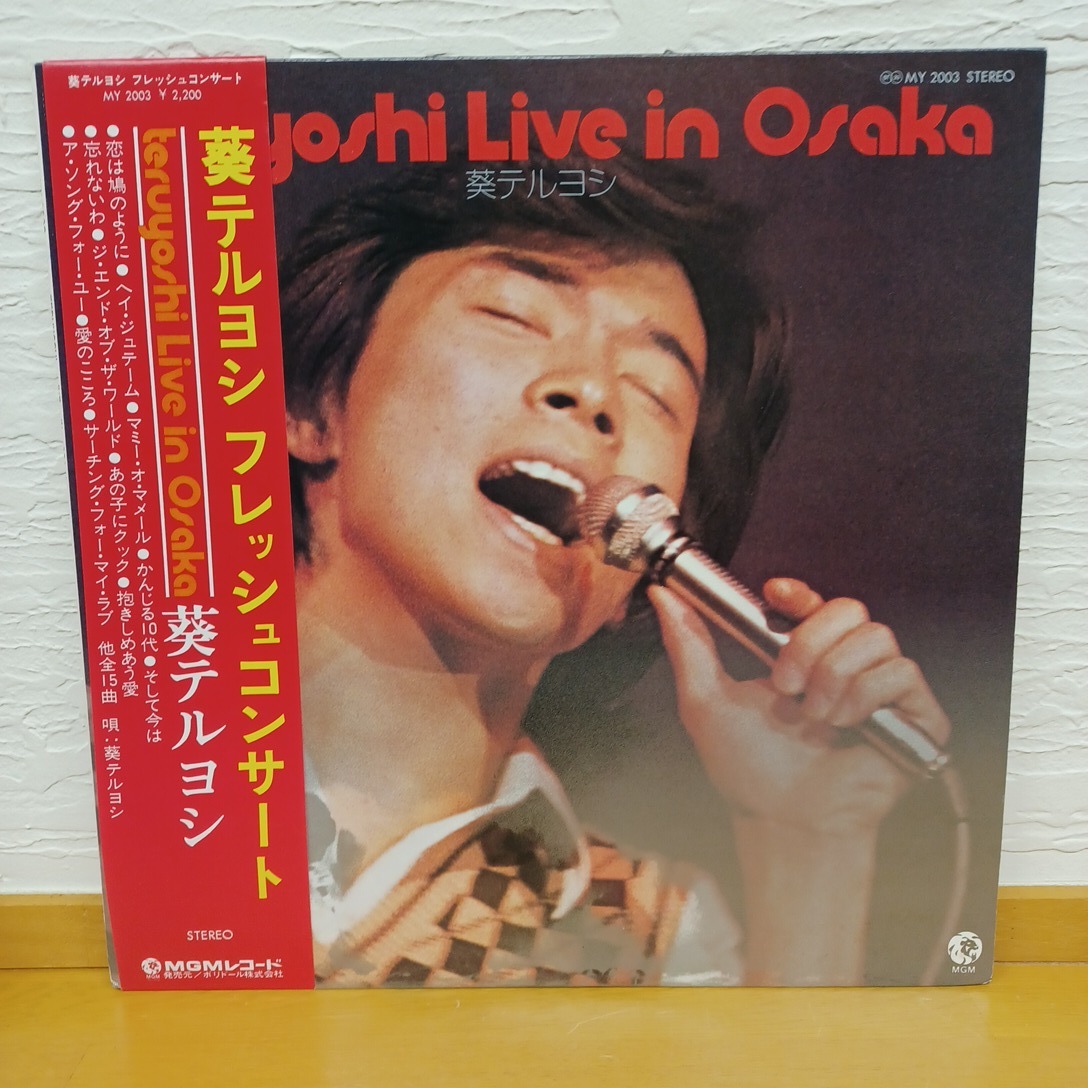 葵テルヨシ フレッシュコンサート
MY 2003 ¥ 2,200
葵テルヨシ フレッシュコンサート
teruyoshi Live in Osaka 葵テルヨシ
●恋は鳩のように●ヘイ・ジュテーム●マミー・オ・マメール●かんじる10代●そして今は
●忘れないわ●ジ・エンド・オブ・ザ・ワールド●あの子にクック●抱きしめあう愛
●ア・ソング・フォー・ユー●愛のこころ●サーチング・フォー・マイ・ラブ 他全15曲 唄：葵テルヨシ
STEREO
MGMレコード
MGM 発売元/ポリドール株式会社
MY 2003 STEREO
yoshi Live in Osaka
葵テルヨシ
MGM